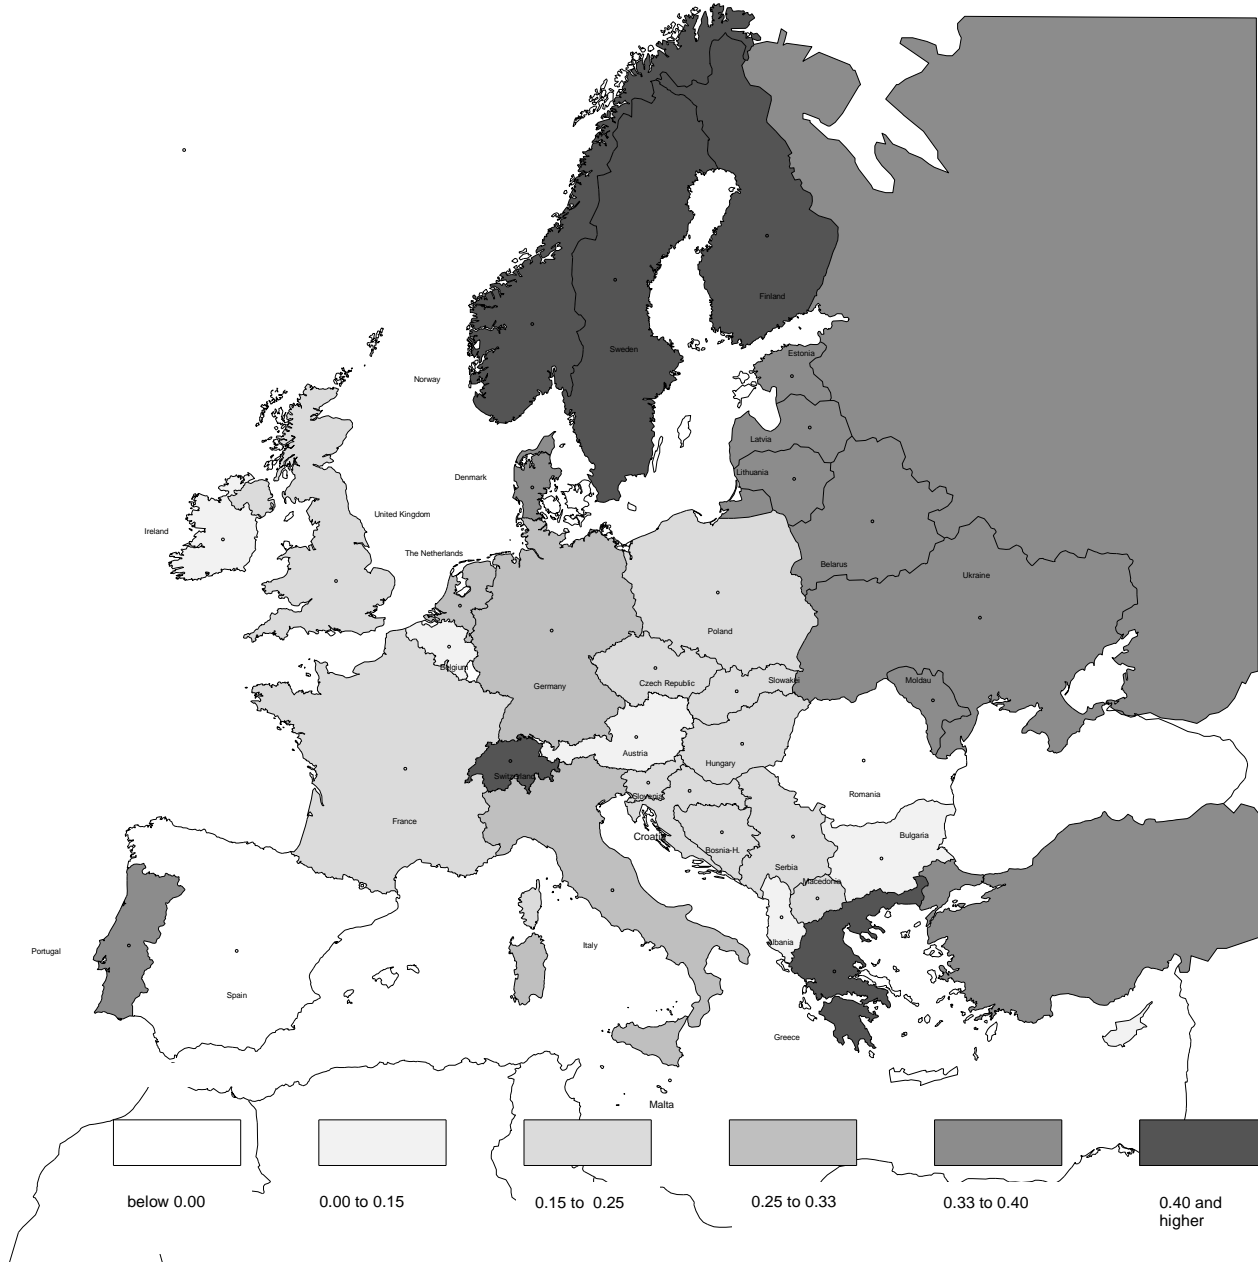 Finland
Sweden
Estonia
Norway
Latvia
Lithuania
Denmark
United Kingdom
Ireland
The Netherlands
Belarus
Ukraine
Poland
Belgium
Czech Republic
Slowakei
Moldau
Germany
Austria
Hungary
Switzerland
Slovenia
Romania
France
Croatia
Bosnia-H.
Bulgaria
Serbia
Macedonia
Albania
Italy
Portugal
Spain
Greece
Malta
below 0.00
0.00 to 0.15
0.15 to 0.25
0.25 to 0.33
0.33 to 0.40
0.40 and
higher